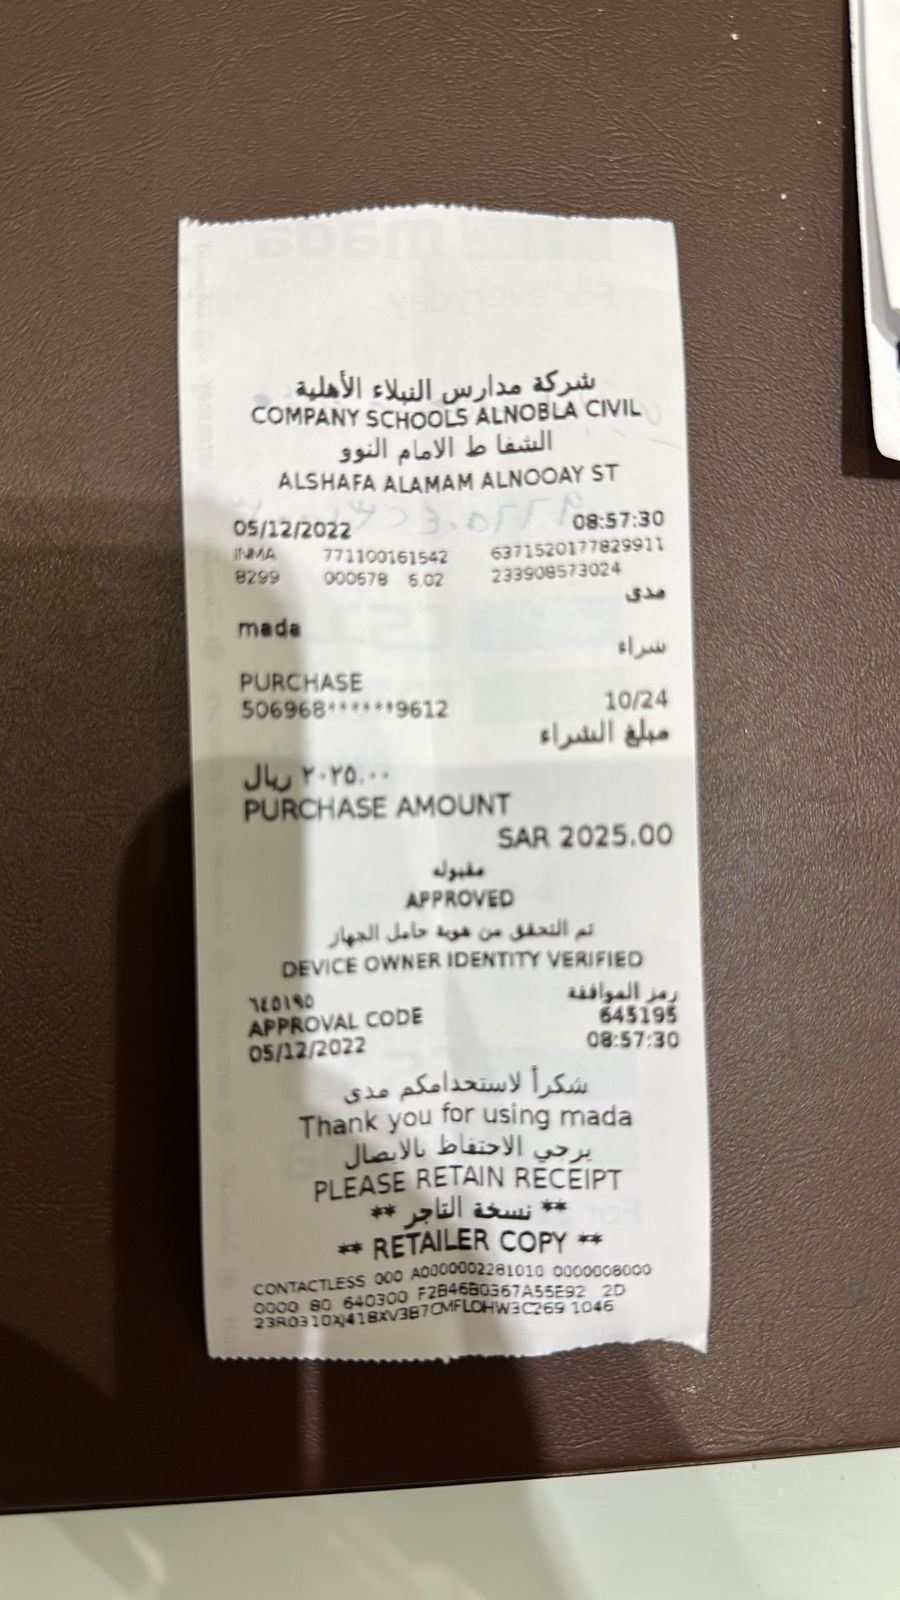 شركة مدارس النبلاء الأهلية
COMPANY SCHOOLS ALNOBLA CIVIL
الشفا ط الامام النوو
ALSHAFA ALAMAM ALNOOAY ST
05/12/2022 08:57:30
INMA 771100161542 6371520177829911
8299 000678 6.02 233908573024
مدى
mada
شراء
PURCHASE
506968******9612 10/24
مبلغ الشراء
٢٠٢٥.٠٠ ريال
PURCHASE AMOUNT
SAR 2025.00
مقبوله
APPROVED
تم التحقق من هوية حامل الجهاز
DEVICE OWNER IDENTITY VERIFIED
رمز الموافقة ٦٤٥١٩٥
APPROVAL CODE 645195
05/12/2022 08:57:30
شكراً لاستخدامكم مدى
Thank you for using mada
يرجي الاحتفاظ بالايصال
PLEASE RETAIN RECEIPT
** نسخة التاجر **
** RETAILER COPY **
CONTACTLESS 000 A0000002281010 0000008000
0000 80 640300 F2B46B0367A55E92 2D
1046